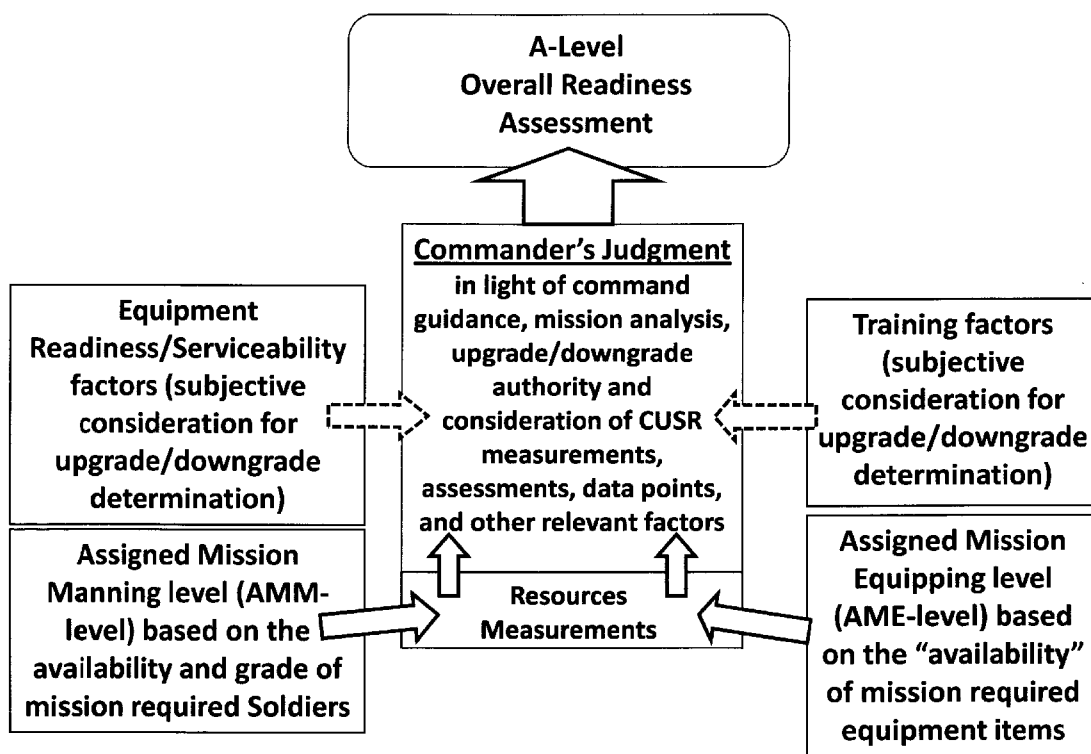 A-Level
Overall Readiness
Assessment
Commander’s Judgment
in light of command
guidance, mission analysis,
upgrade/downgrade
authority and
consideration of CUSR
measurements,
assessments, data points,
and other relevant factors
Equipment
Readiness/Serviceability
factors (subjective
consideration for
upgrade/downgrade
determination)
Training factors
(subjective
consideration for
upgrade/downgrade
determination)
Assigned Mission
Manning level (AMM-
level) based on the
availability and grade of
mission required Soldiers
Resources
Measurements
Assigned Mission
Equipping level
(AME-level) based
on the “availability”
of mission required
equipment items